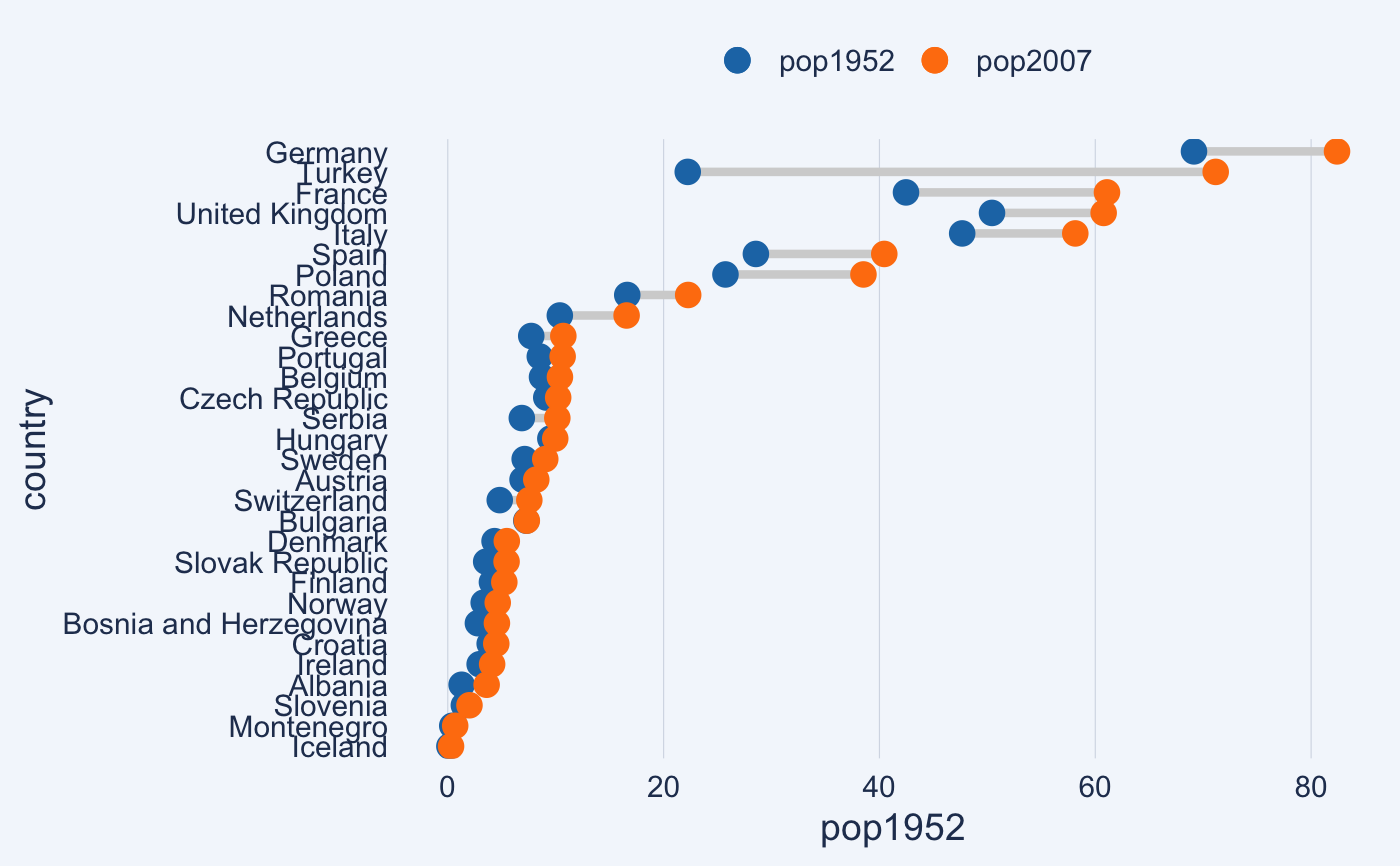 pop1952 pop2007
Germany
Turkey
France
United Kingdom
Italy
Spain
Poland
Romania
Netherlands
Greece
Portugal
Belgium
Czech Republic
Serbia
Hungary
Sweden
Austria
Switzerland
Bulgaria
Denmark
Slovak Republic
Finland
Norway
Bosnia and Herzegovina
Croatia
Ireland
Albania
Slovenia
Montenegro
Iceland
country
0 20 40 60 80
pop1952